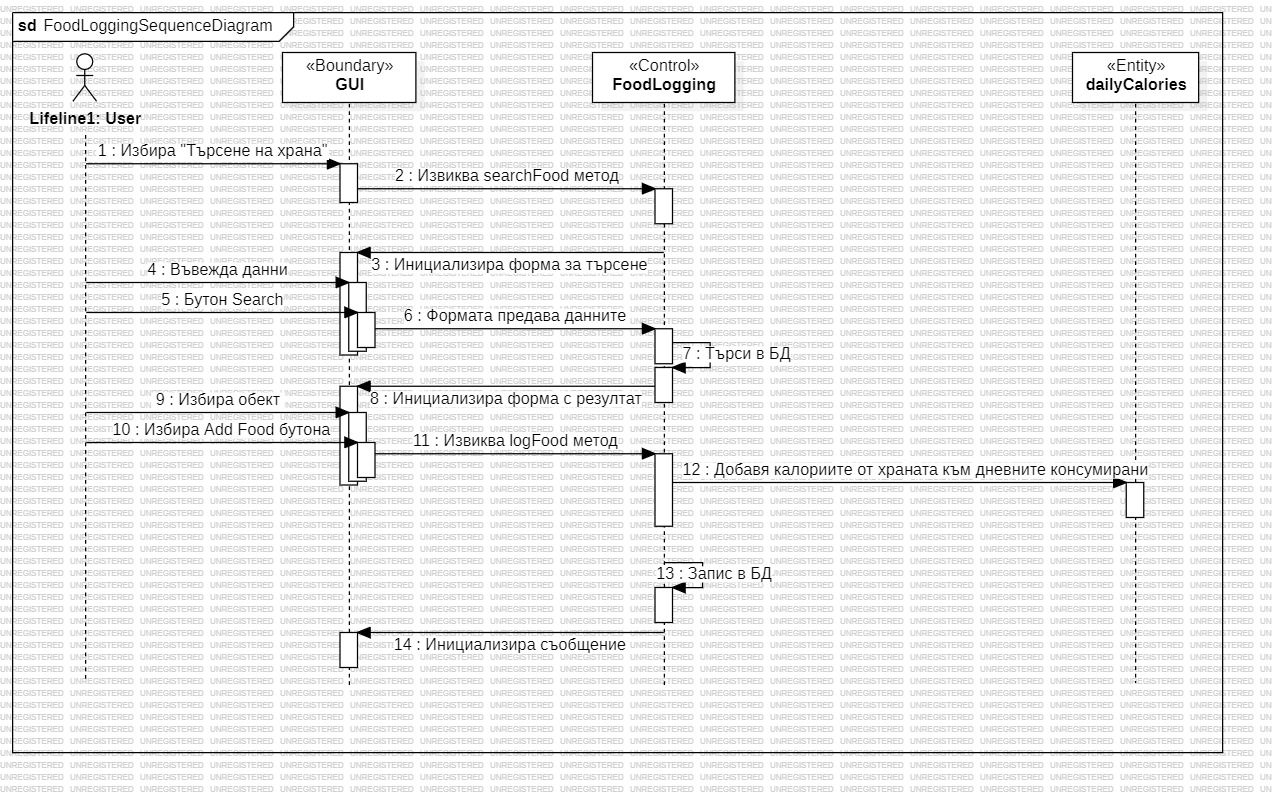 sd FoodLoggingSequenceDiagram
«Boundary»
GUI
«Control»
FoodLogging
«Entity»
dailyCalories
Lifeline1: User
1 : Избира "Търсене на храна"
2 : Извиква searchFood метод
3 : Инициализира форма за търсене
4 : Въвежда данни
5 : Бутон Search
6 : Формата предава данните
7 : Търси в БД
8 : Инициализира форма с резултат
9 : Избира обект
10 : Избира Add Food бутона
11 : Извиква logFood метод
12 : Добавя калориите от храната към дневните консумирани
13 : Запис в БД
14 : Инициализира съобщение
UNREGISTERED